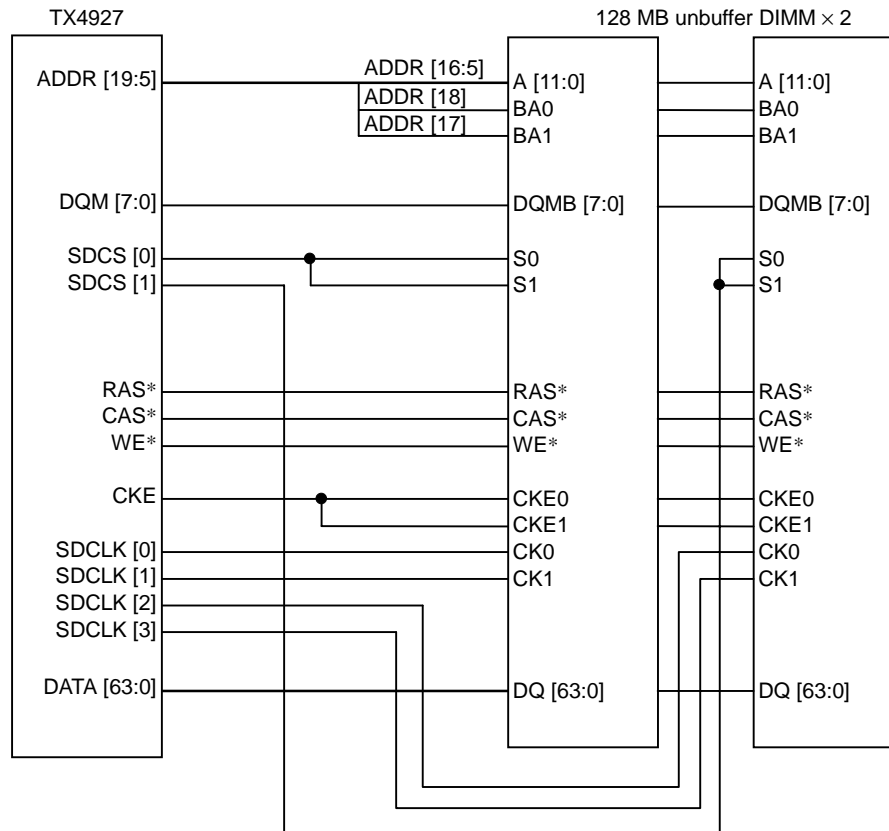 TX4927
128 MB unbuffer DIMM × 2
ADDR [19:5]
ADDR [16:5]
ADDR [18]
ADDR [17]
A [11:0]
BA0
BA1
A [11:0]
BA0
BA1
DQM [7:0]
DQMB [7:0]
DQMB [7:0]
SDCS [0]
SDCS [1]
S0
S1
S0
S1
RAS*
CAS*
WE*
RAS*
CAS*
WE*
RAS*
CAS*
WE*
CKE
CKE0
CKE1
CKE0
CKE1
SDCLK [0]
SDCLK [1]
SDCLK [2]
SDCLK [3]
CK0
CK1
CK0
CK1
DATA [63:0]
DQ [63:0]
DQ [63:0]